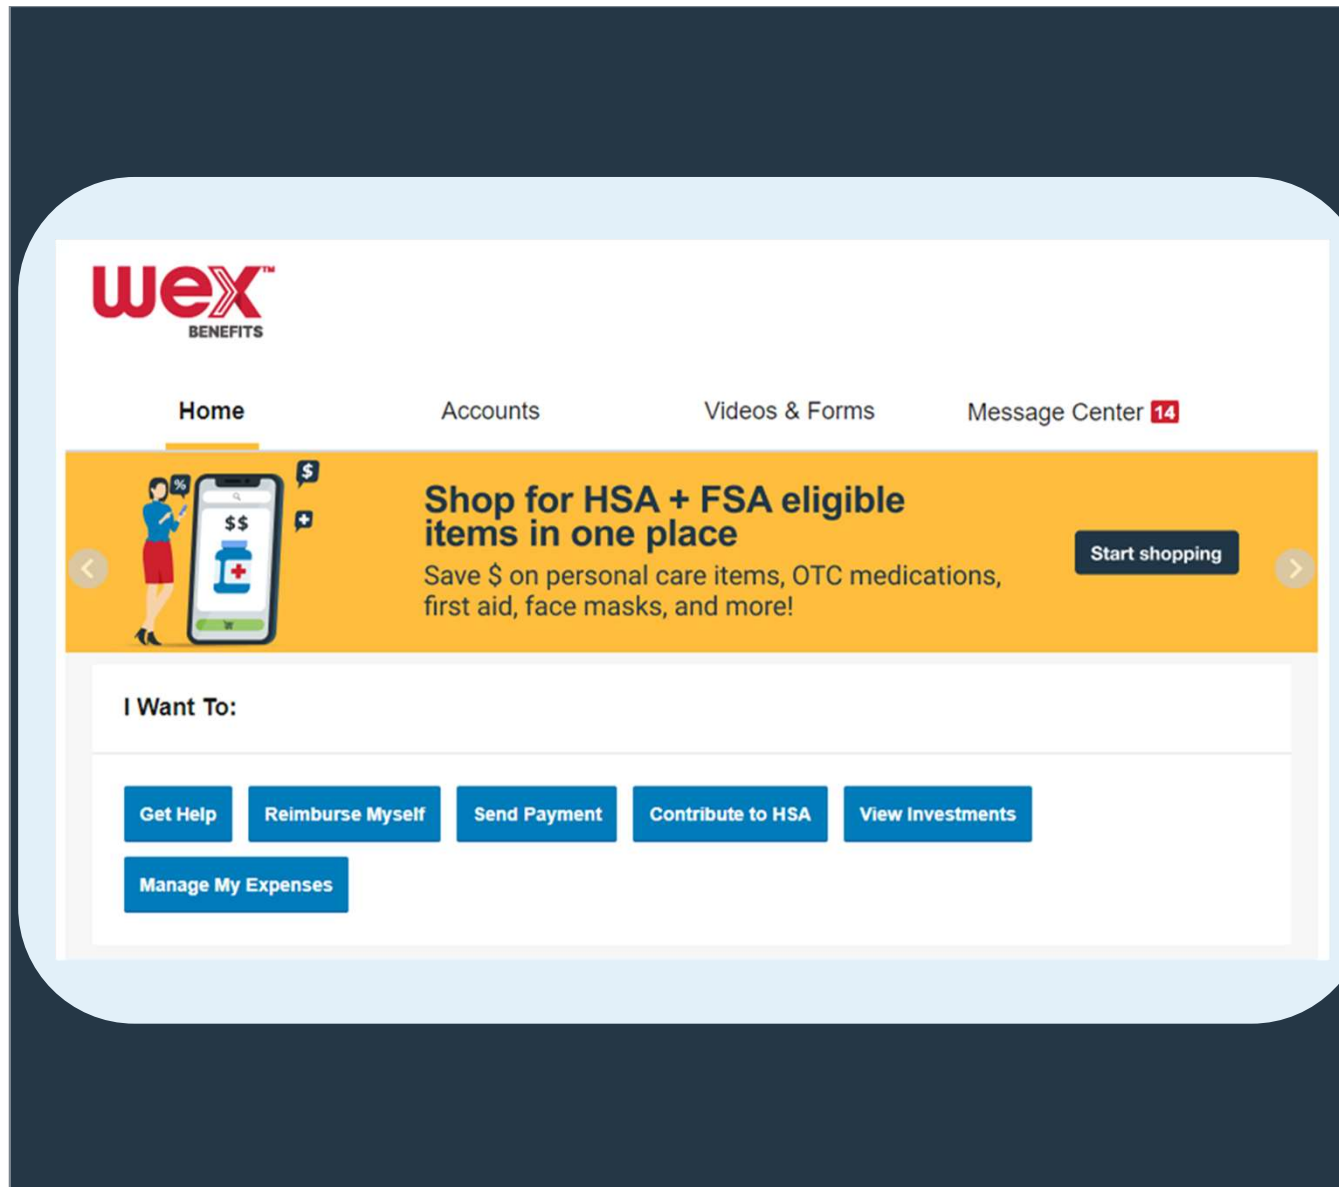 wex™
BENEFITS
Home
Accounts
Videos & Forms
Message Center 14
%
$
$$
Shop for HSA + FSA eligible
items in one place
Save $ on personal care items, OTC medications,
first aid, face masks, and more!
Start shopping
I Want To:
Get Help
Reimburse Myself
Send Payment
Contribute to HSA
View Investments
Manage My Expenses